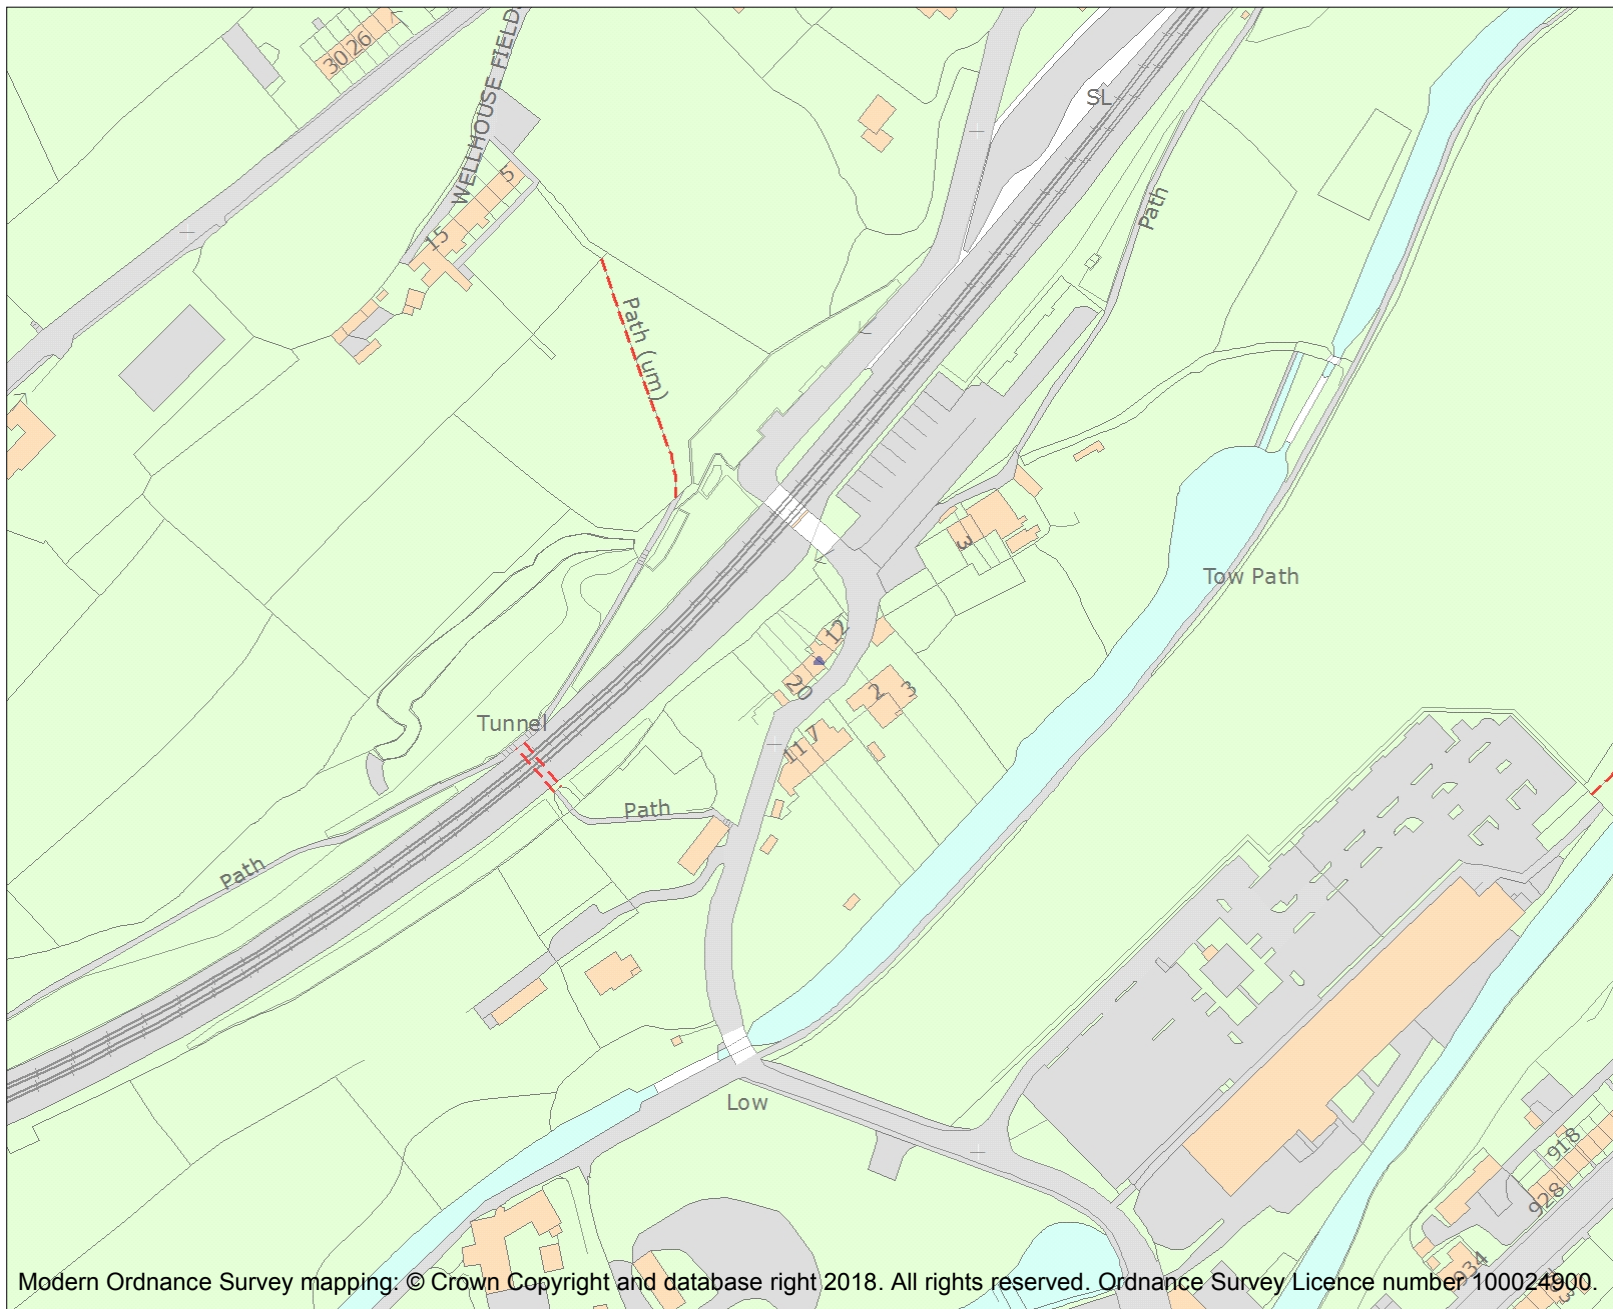 30 26
WELLHOUSE FIELDS
SL
5
Path
15
Path (um)
3
Tow Path
12
20
2
3
Tunnel
11 7
Path
Path
Low
918
928
934
Modern Ordnance Survey mapping: © Crown Copyright and database right 2018. All rights reserved. Ordnance Survey Licence number 100024900.